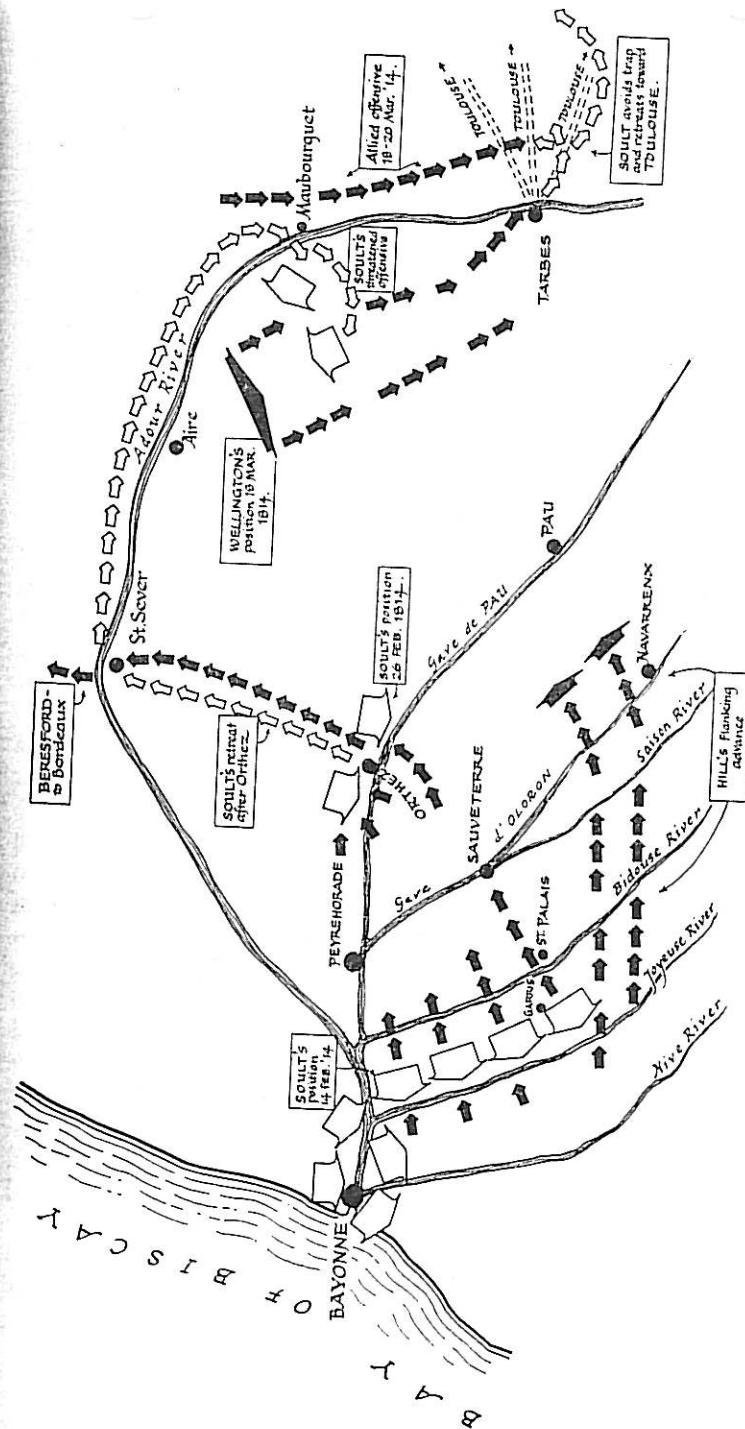 BAY OF BISCAY
BAYONNE
SOULT'S
position
14 FEB. '14
PEYREHORADE
ORTHEZ
SOULT'S position
26 FEB. 1814.
SOULT'S retreat
after Orthez
BERESFORD-
to Bordeaux
St. Sever
Adour River
Aire
WELLINGTON'S
position 18 MAR.
1814.
SOULT'S
threatened
offensive
Maubourguet
Allied offensive
18-20 Mar. '14.
TOULOUSE
TOULOUSE
TOULOUSE
SOULT avoids trap
and retreats toward
TOULOUSE.
TARBES
PAU
Gave de PAU
Gave d'OLORON
SAUVETERRE
NAVARRENX
Saison River
Bidouse River
ST. PALAIS
GARRIS
Joyeuse River
Nive River
HILL'S flanking
advance